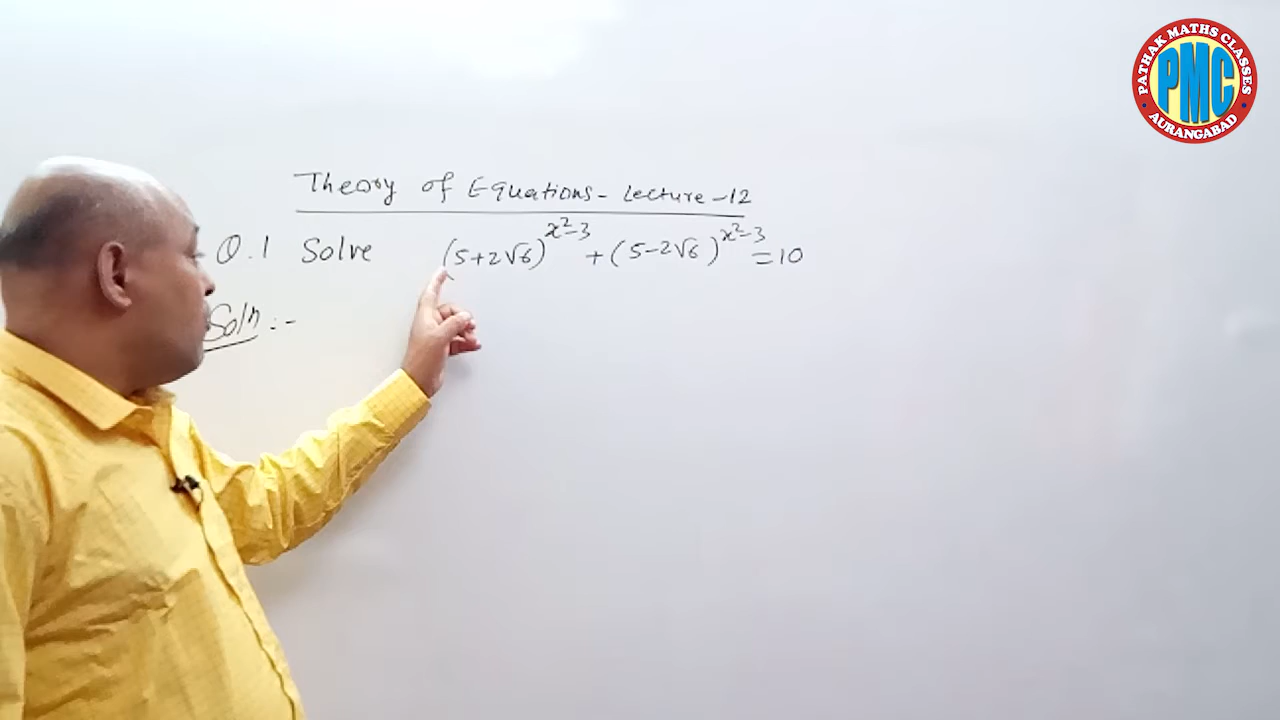 PATHAK MATHS CLASSES
PMC
AURANGABAD
Theory of Equations - Lecture - 12
Q.1 Solve (5+2√6)^{x²-3} + (5-2√6)^{x²-3} = 10
Soln :-